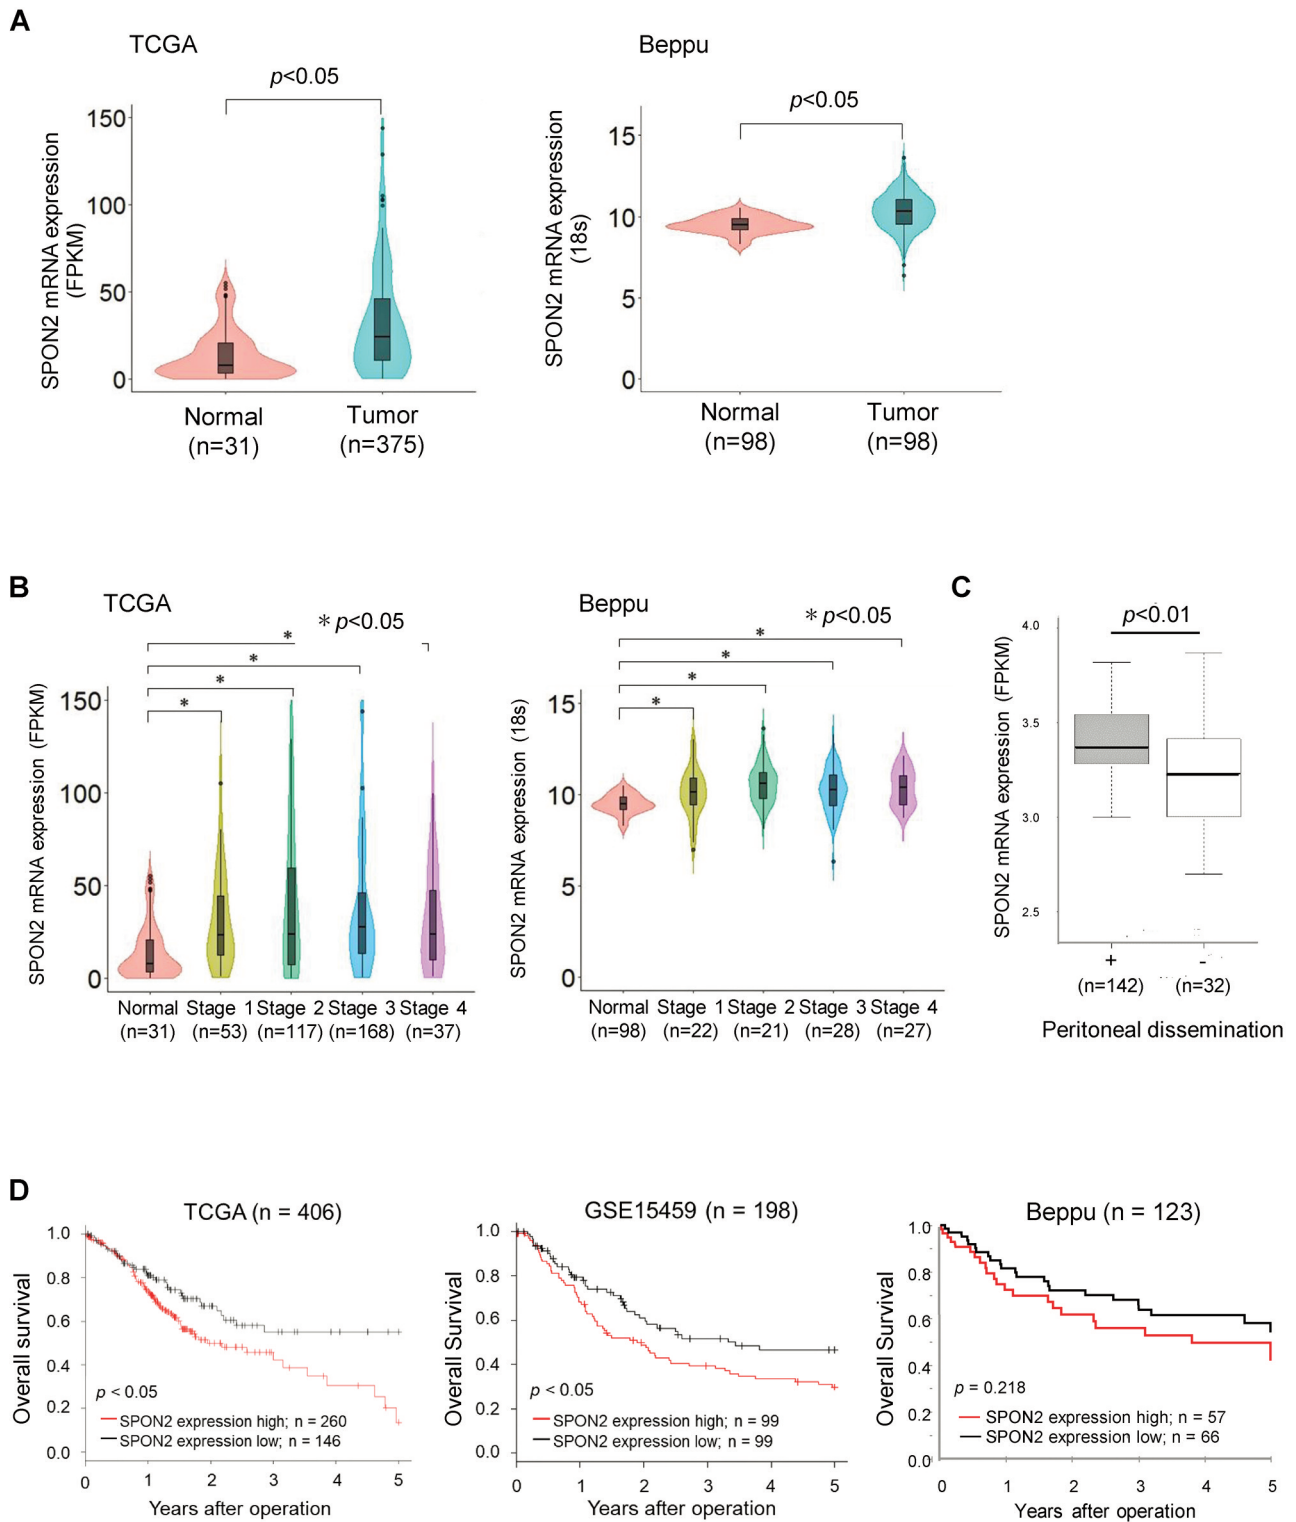 A
TCGA
p<0.05
SPON2 mRNA expression
(FPKM)
150
100
50
0
Normal
(n=31)
Tumor
(n=375)
Beppu
p<0.05
SPON2 mRNA expression
(18s)
15
10
5
0
Normal
(n=98)
Tumor
(n=98)
B
TCGA
* p<0.05
*
*
*
*
SPON2 mRNA expression (FPKM)
150
100
50
0
Normal Stage 1 Stage 2 Stage 3 Stage 4
(n=31) (n=53) (n=117) (n=168) (n=37)
Beppu
* p<0.05
*
*
*
*
SPON2 mRNA expression (18s)
15
10
5
0
Normal Stage 1 Stage 2 Stage 3 Stage 4
(n=98) (n=22) (n=21) (n=28) (n=27)
C
p<0.01
SPON2 mRNA expression (FPKM)
4.0
3.5
3.0
2.5
+ -
(n=142) (n=32)
Peritoneal dissemination
D
TCGA (n = 406)
Overall survival
1.0
0.8
0.6
0.4
0.2
0.0
p < 0.05
SPON2 expression high; n = 260
SPON2 expression low; n = 146
0 1 2 3 4 5
Years after operation
GSE15459 (n = 198)
Overall Survival
1.0
0.8
0.6
0.4
0.2
0.0
p < 0.05
SPON2 expression high; n = 99
SPON2 expression low; n = 99
0 1 2 3 4 5
Years after operation
Beppu (n = 123)
Overall Survival
1.0
0.8
0.6
0.4
0.2
0.0
p = 0.218
SPON2 expression high; n = 57
SPON2 expression low; n = 66
0 1 2 3 4 5
Years after operation